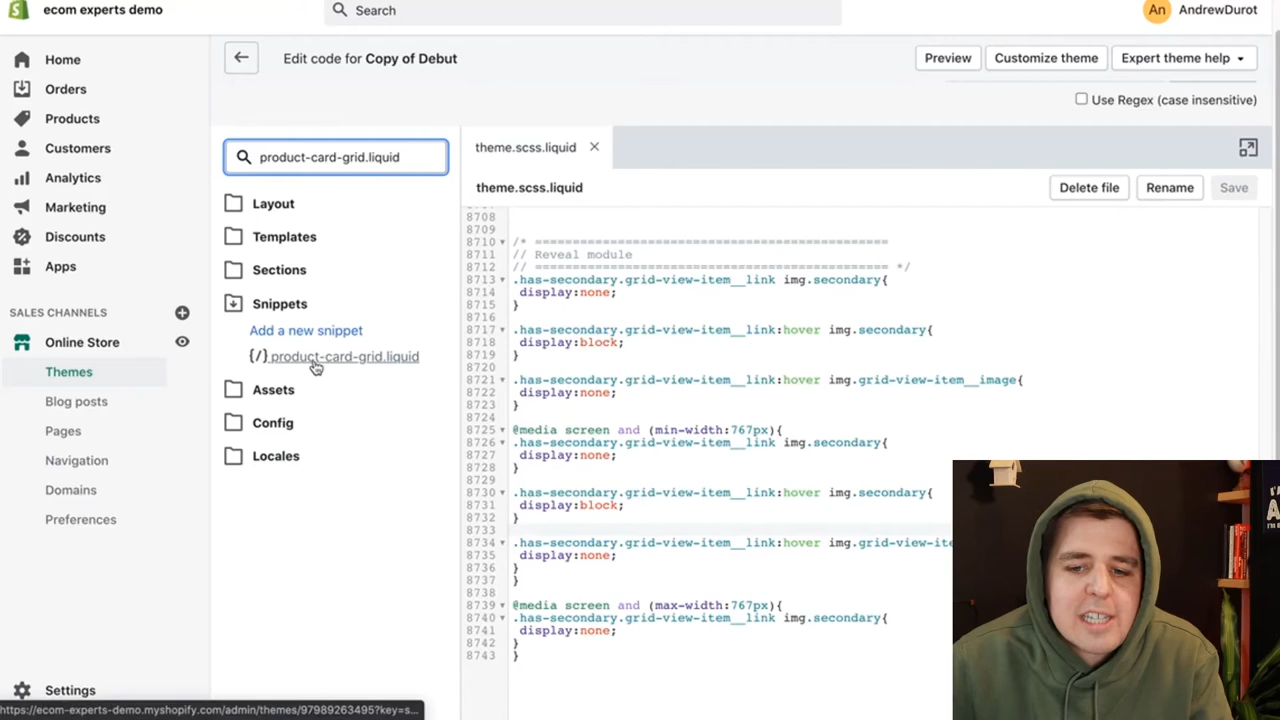 ecom experts demo
Search
An
AndrewDurot
Home
Orders
Products
Customers
Analytics
Marketing
Discounts
Apps
SALES CHANNELS
Online Store
Themes
Blog posts
Pages
Navigation
Domains
Preferences
Settings
Edit code for Copy of Debut
Preview
Customize theme
Expert theme help
Use Regex (case insensitive)
product-card-grid.liquid
Layout
Templates
Sections
Snippets
Add a new snippet
{/} product-card-grid.liquid
Assets
Config
Locales
theme.scss.liquid
theme.scss.liquid
Delete file
Rename
Save
8708
8709
8710 /* ===============================================
8711 // Reveal module
8712 // =============================================== */
8713 .has-secondary.grid-view-item__link img.secondary{
8714 display:none;
8715 }
8716
8717 .has-secondary.grid-view-item__link:hover img.secondary{
8718 display:block;
8719 }
8720
8721 .has-secondary.grid-view-item__link:hover img.grid-view-item__image{
8722 display:none;
8723 }
8724
8725 @media screen and (min-width:767px){
8726 .has-secondary.grid-view-item__link img.secondary{
8727 display:none;
8728 }
8729
8730 .has-secondary.grid-view-item__link:hover img.secondary{
8731 display:block;
8732 }
8733
8734 .has-secondary.grid-view-item__link:hover img.grid-view-ite
8735 display:none;
8736 }
8737 }
8738
8739 @media screen and (max-width:767px){
8740 .has-secondary.grid-view-item__link img.secondary{
8741 display:none;
8742 }
8743 }
https://ecom-experts-demo.myshopify.com/admin/themes/97989263495?key=s...